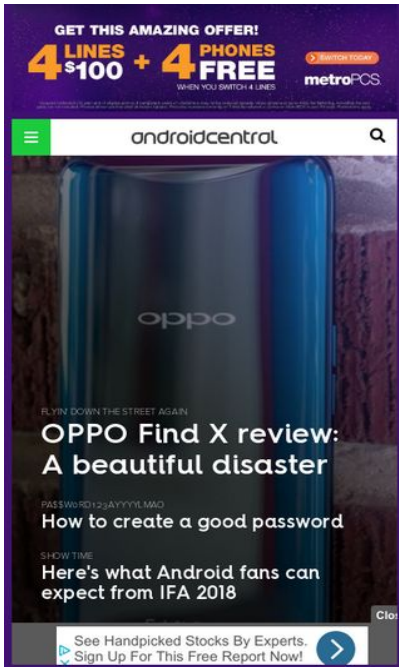 GET THIS AMAZING OFFER!
4 LINES $100 + 4 PHONES FREE
WHEN YOU SWITCH 4 LINES
SWITCH TODAY
metroPCS.
androidcentral
oppo
FLYIN' DOWN THE STREET AGAIN
OPPO Find X review:
A beautiful disaster
PA$$W0RD123AYYYYLMAO
How to create a good password
SHOW TIME
Here's what Android fans can
expect from IFA 2018
Clos
See Handpicked Stocks By Experts.
Sign Up For This Free Report Now!